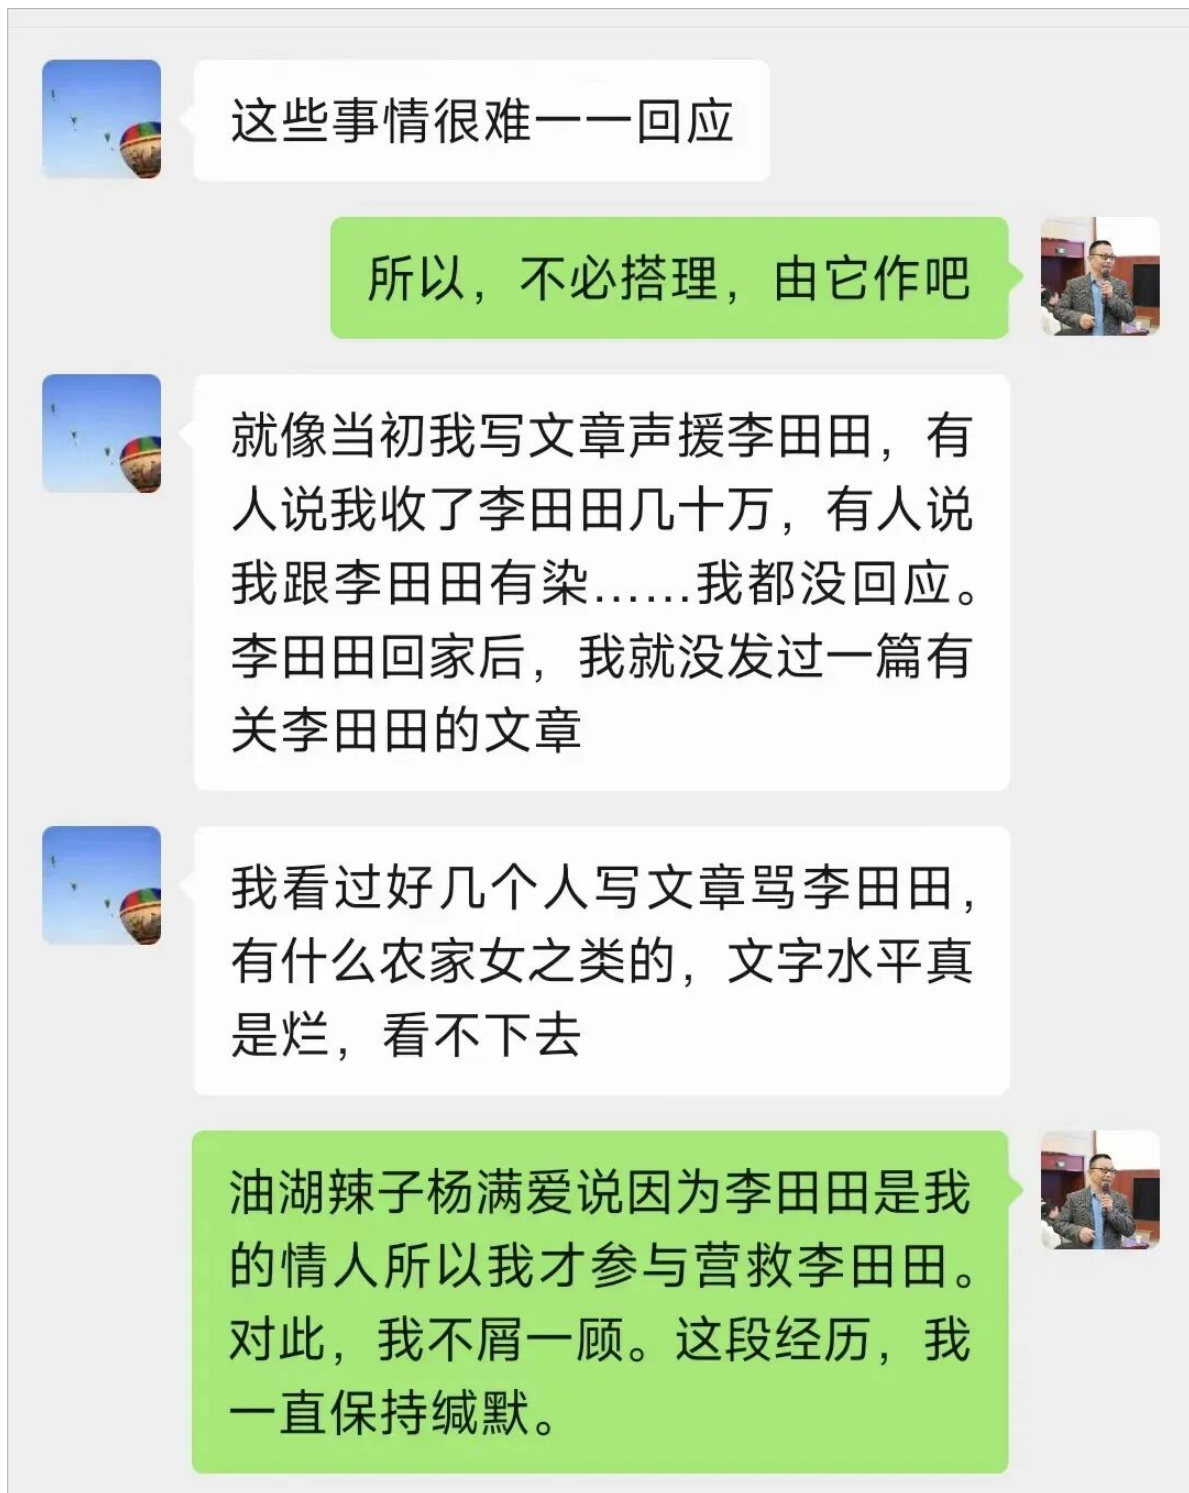 这些事情很难一一回应
所以，不必搭理，由它作吧
就像当初我写文章声援李田田，有
人说我收了李田田几十万，有人说
我跟李田田有染……我都没回应。
李田田回家后，我就没发过一篇有
关李田田的文章
我看过好几个人写文章骂李田田，
有什么农家女之类的，文字水平真
是烂，看不下去
油湖辣子杨满爱说因为李田田是我
的情人所以我才参与营救李田田。
对此，我不屑一顾。这段经历，我
一直保持缄默。